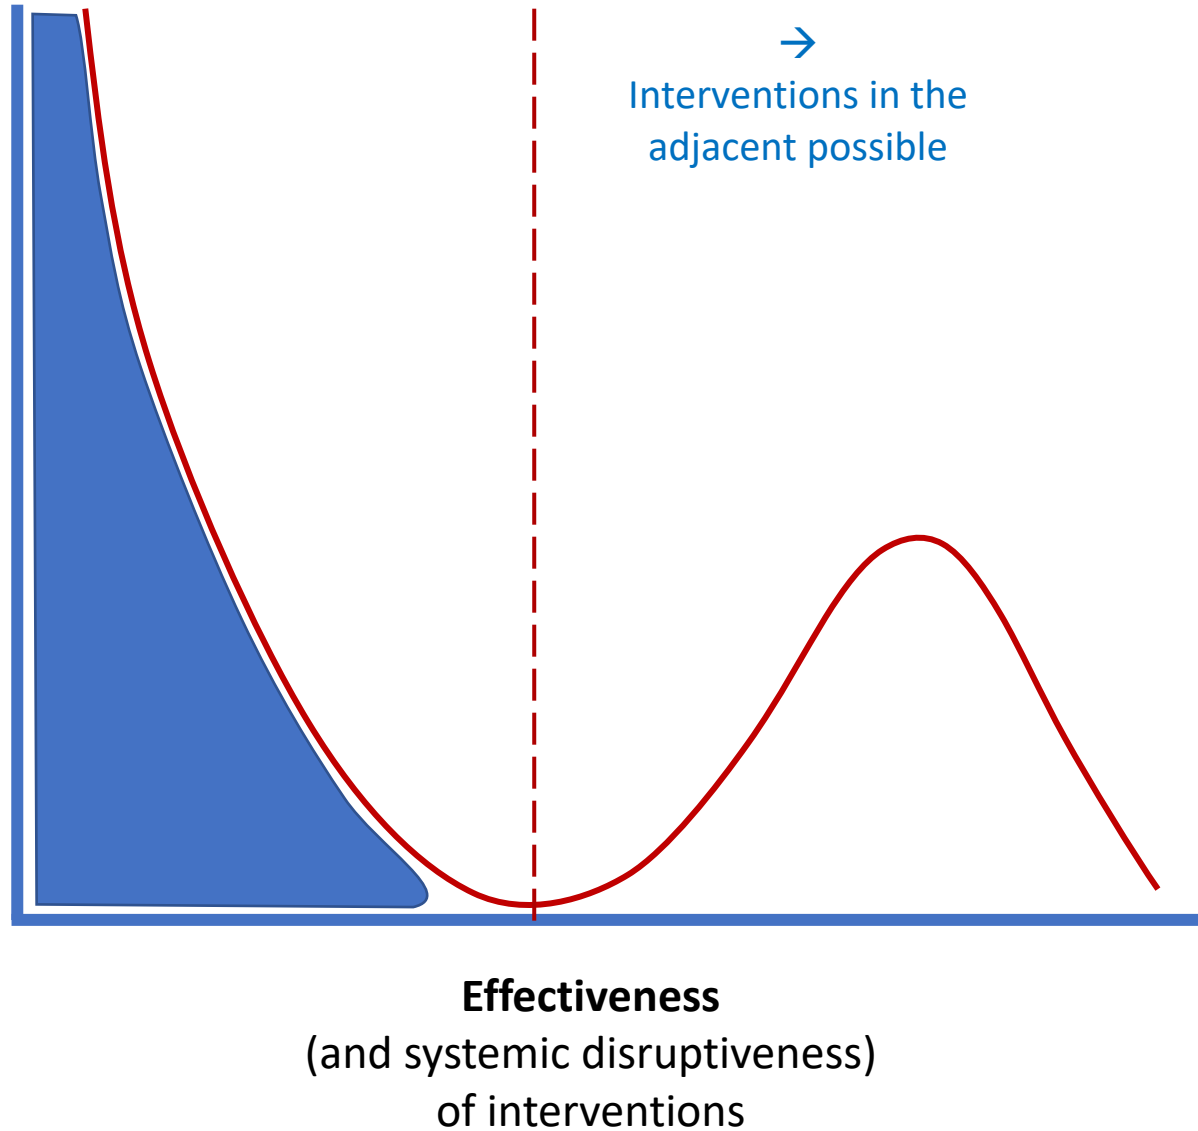 →
Interventions in the
adjacent possible
Effectiveness
(and systemic disruptiveness)
of interventions